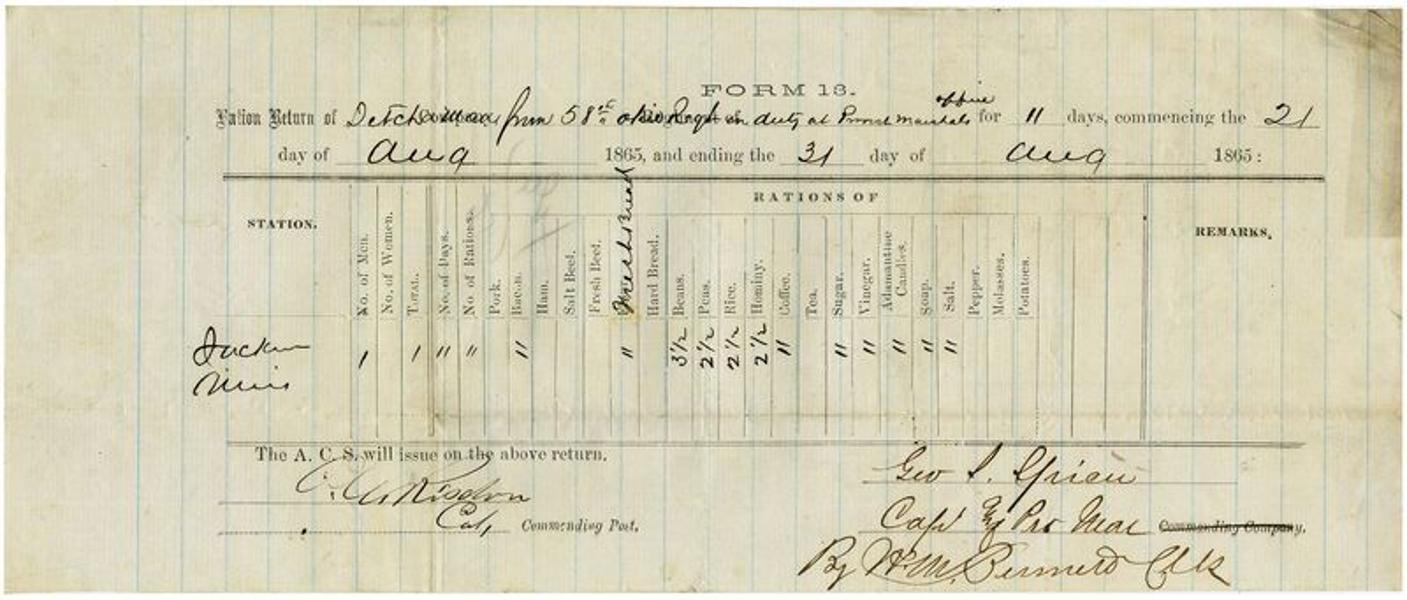 FORM 13.
Ration Return of Detch man from 58th Ohio Regt on duty at Provost Marshals office for 11 days, commencing the 21
day of Aug 1865, and ending the 31 day of Aug 1865:
RATIONS OF
STATION. No. of Men. No. of Women. TOTAL. No. of Days. No. of Rations. Pork. Bacon. Ham. Salt Beef. Fresh Beef. Fresh Bread Hard Bread. Beans. Peas. Rice. Hominy. Coffee. Tea. Sugar. Vinegar. Adamantine Candles. Soap. Salt. Pepper. Molasses. Potatoes. REMARKS.
1 1 11 11 11 11 3½ 2½ 2½ 2½ 11 11 11 11 11 11
Miss
The A. C. S. will issue on the above return.
Geo
Risdon
Commending Post.
Capt Pro Mar Commanding Company.
By Wm. Clk